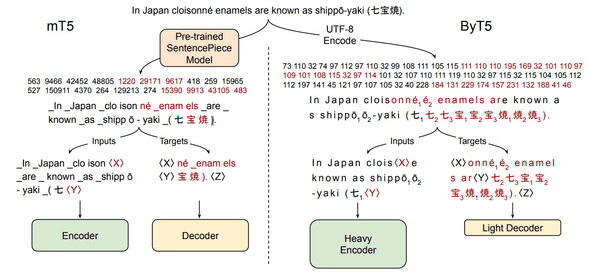 In Japan cloisonné enamels are known as shippō-yaki (七宝焼).
mT5
Pre-trained
SentencePiece
Model
563 9466 42452 48805 1220 29171 9617 418 259 15965
527 150911 4370 264 129213 274 15390 9913 43105 483
_In _Japan _clo ison né _enam els _are _
known _as _shipp ō - yaki _( 七 宝 焼 ).
Inputs
Targets
_In _Japan _clo ison ⟨X⟩
_are _ known _as _shipp ō
- yaki _( 七 ⟨Y⟩
⟨X⟩ né _enam els
⟨Y⟩ 宝 焼 ). ⟨Z⟩
Encoder
Decoder
UTF-8
Encode
ByT5
73 110 32 74 97 112 97 110 32 99 108 111 105 115 111 110 110 195 169 32 101 110 97
109 101 108 115 32 97 114 101 32 107 110 111 119 110 32 97 115 32 115 104 105 112
112 197 141 45 121 97 107 105 32 40 228 184 131 229 174 157 231 132 188 41 46
In Japan cloisonné₁é₂ enamels are known a
s shippō₁ō₂-yaki (七₁七₂七₃宝₁宝₂宝₃焼₁焼₂焼₃).
Inputs
Targets
In Japan clois⟨X⟩e
known as shippō₁ō₂
-yaki (七₁⟨Y⟩
⟨X⟩onné₁é₂ enamel
s ar⟨Y⟩七₂七₃宝₁宝₂
宝₃焼₁焼₂焼₃).⟨Z⟩
Heavy
Encoder
Light Decoder